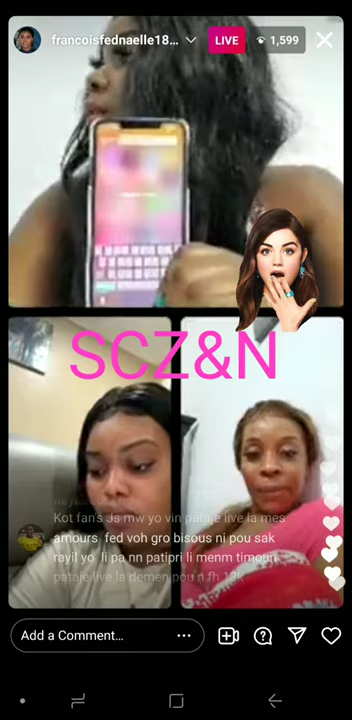 francoisfednaelle18...
LIVE
1,599
SCZ&N
Kot fan's Js mw yo vin pataje live la mes
amours fed voh gro bisous ni pou sak
rayil yo li pa nn patipri li menm timoun
pataje live la demen pou n fh 13k
Add a Comment...